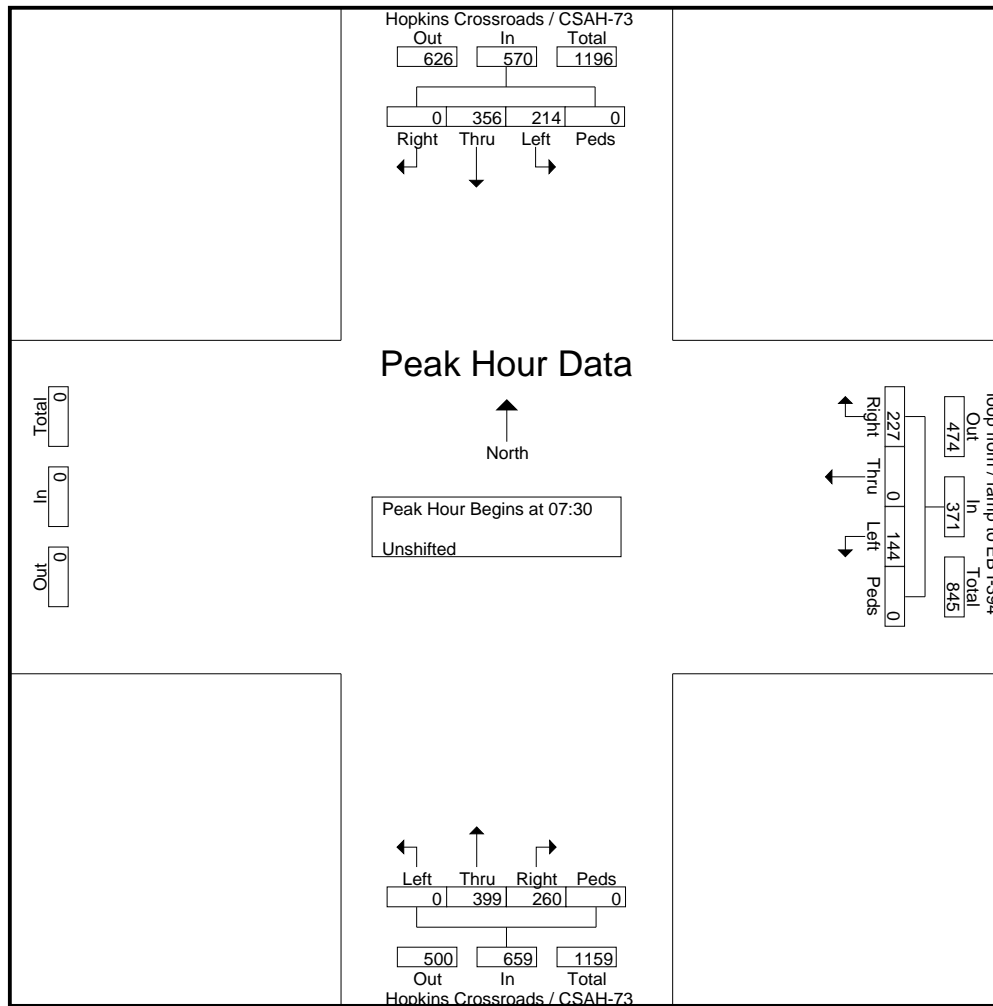 Hopkins Crossroads / CSAH-73
Out In Total
626 570 1196
0 356 214 0
Right Thru Left Peds
Peak Hour Data
North
Peak Hour Begins at 07:30
Unshifted
Total 0
In 0
Out 0
to EB I-394
Out In Total
474 371 845
Right Thru Left Peds
227 0 144 0
Left Thru Right Peds
0 399 260 0
500 659 1159
Out In Total
Hopkins Crossroads / CSAH-73